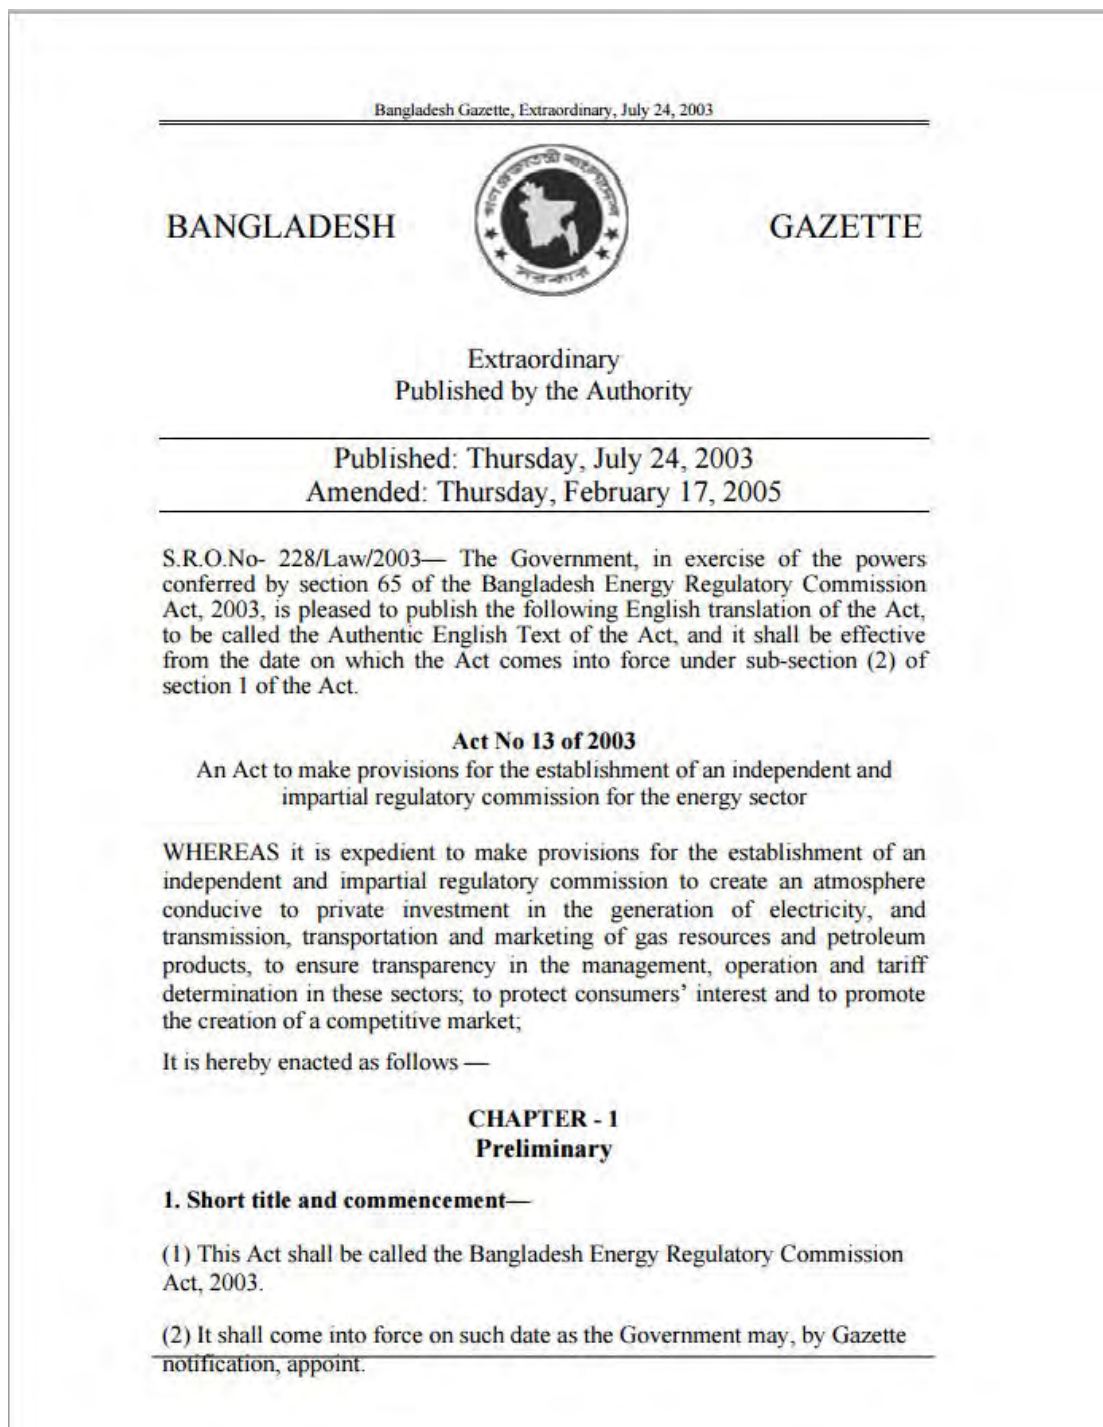 Bangladesh Gazette, Extraordinary, July 24, 2003
BANGLADESH
গণপ্রজাতন্ত্রী বাংলাদেশ
সরকার
GAZETTE
Extraordinary
Published by the Authority
Published: Thursday, July 24, 2003
Amended: Thursday, February 17, 2005
S.R.O.No- 228/Law/2003— The Government, in exercise of the powers
conferred by section 65 of the Bangladesh Energy Regulatory Commission
Act, 2003, is pleased to publish the following English translation of the Act,
to be called the Authentic English Text of the Act, and it shall be effective
from the date on which the Act comes into force under sub-section (2) of
section 1 of the Act.
Act No 13 of 2003
An Act to make provisions for the establishment of an independent and
impartial regulatory commission for the energy sector
WHEREAS it is expedient to make provisions for the establishment of an
independent and impartial regulatory commission to create an atmosphere
conducive to private investment in the generation of electricity, and
transmission, transportation and marketing of gas resources and petroleum
products, to ensure transparency in the management, operation and tariff
determination in these sectors; to protect consumers’ interest and to promote
the creation of a competitive market;
It is hereby enacted as follows —
CHAPTER - 1
Preliminary
1. Short title and commencement—
(1) This Act shall be called the Bangladesh Energy Regulatory Commission
Act, 2003.
(2) It shall come into force on such date as the Government may, by Gazette
notification, appoint.